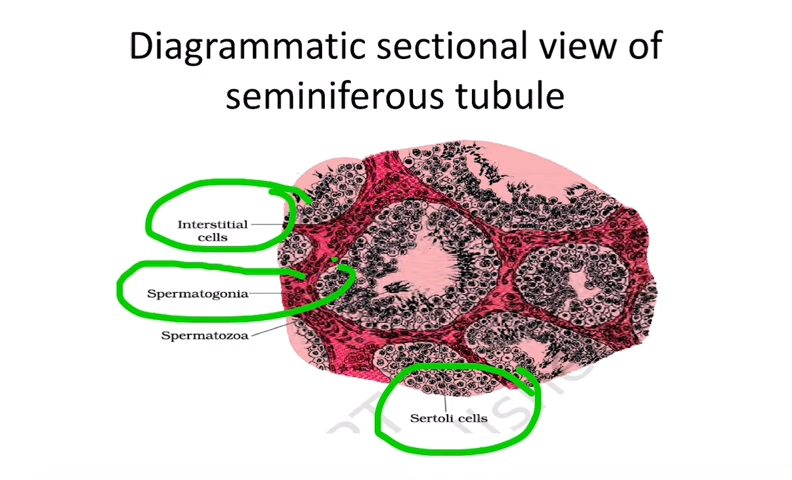 Diagrammatic sectional view of
seminiferous tubule
Interstitial
cells
Spermatogonia
Spermatozoa
Sertoli cells